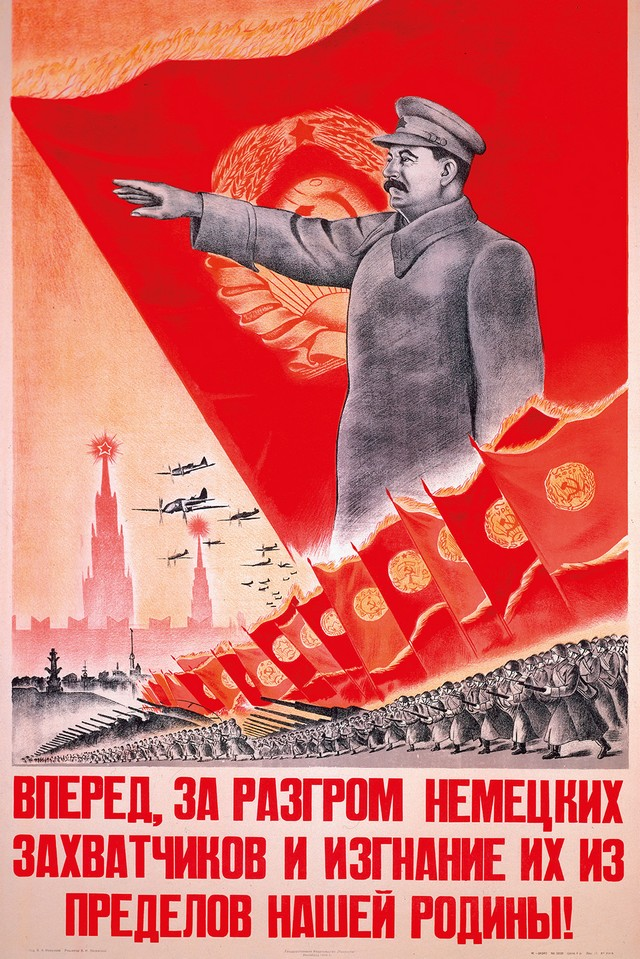 ВПЕРЕД, ЗА РАЗГРОМ НЕМЕЦКИХ
ЗАХВАТЧИКОВ И ИЗГНАНИЕ ИХ ИЗ
ПРЕДЕЛОВ НАШЕЙ РОДИНЫ!